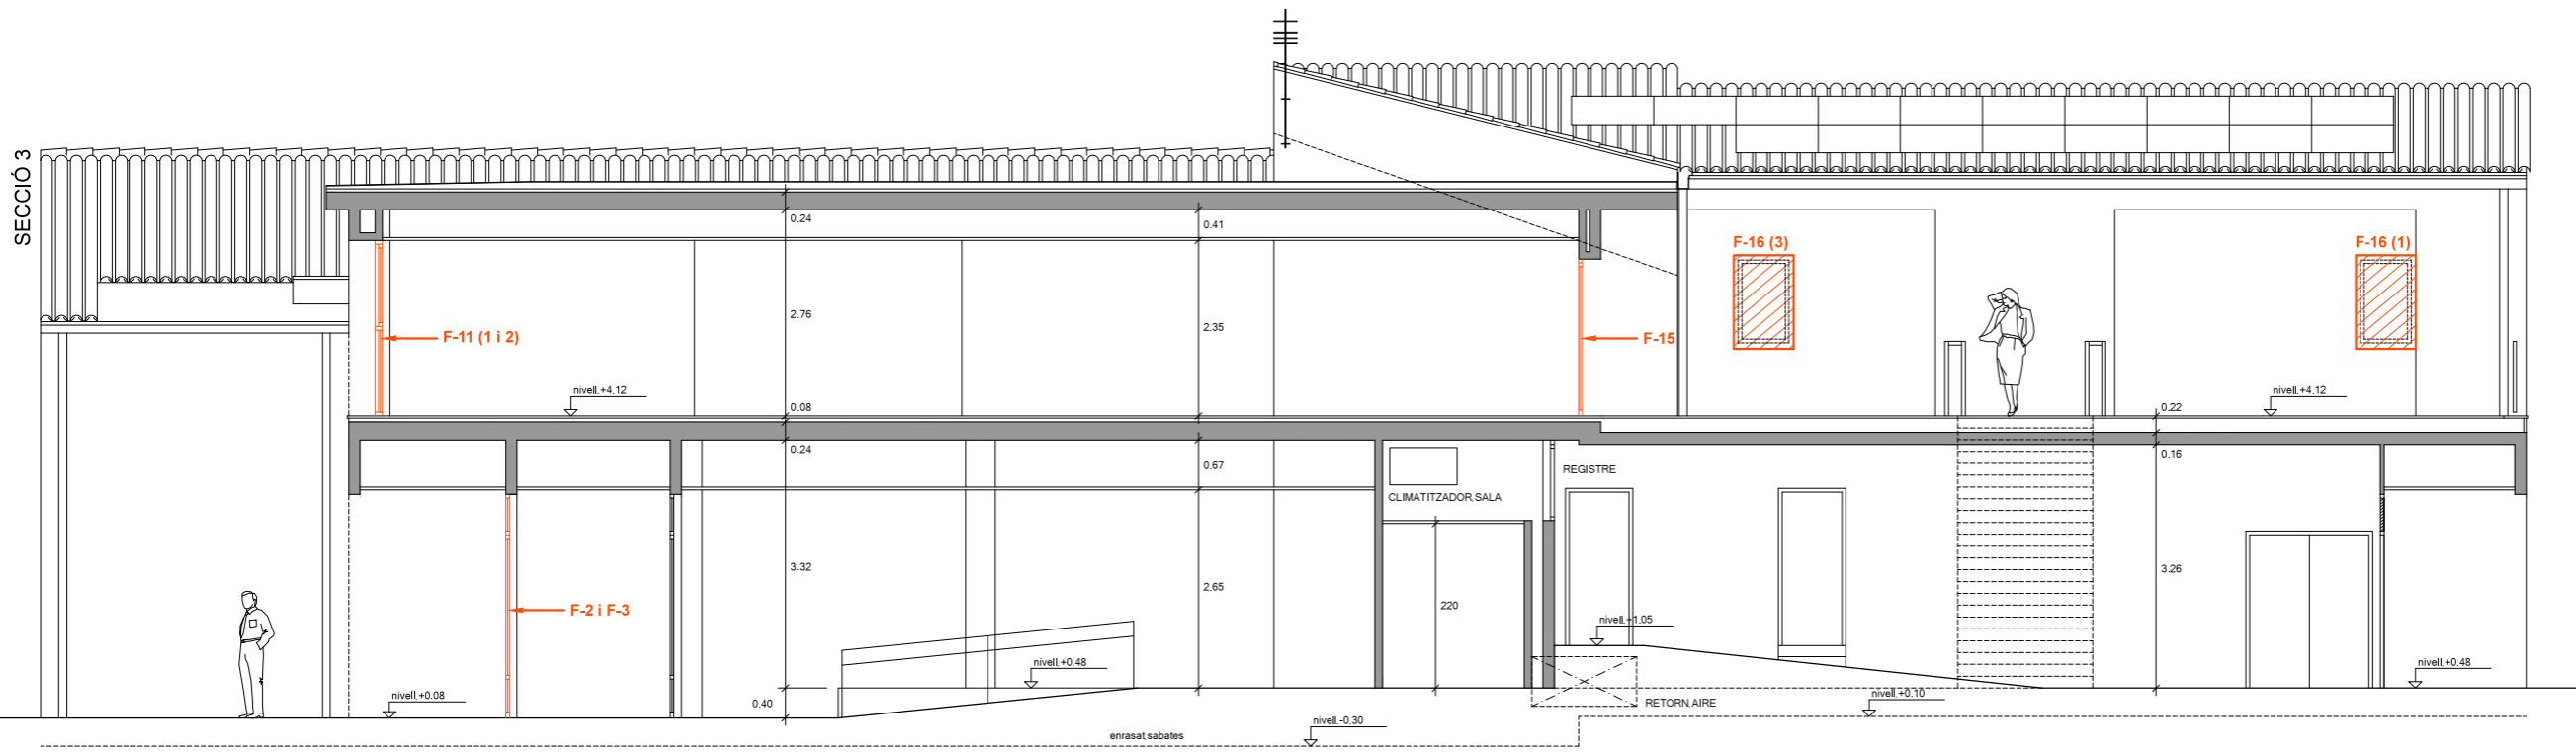 SECCIÓ 3
0.24
0.41
F-16 (3)
F-16 (1)
2.76
2.35
F-11 (1 i 2)
F-15
nivell.+4.12
nivell.+4.12
0.08
0.22
0.24
0.67
0.16
REGISTRE
CLIMATITZADOR.SALA
3.32
2.65
3.26
220
F-2 i F-3
nivell.+1.05
nivell.+0.48
nivell.+0.48
nivell.+0.08
0.40
nivell.+0.10
RETORN.AIRE
nivell.-0.30
enrasat sabates